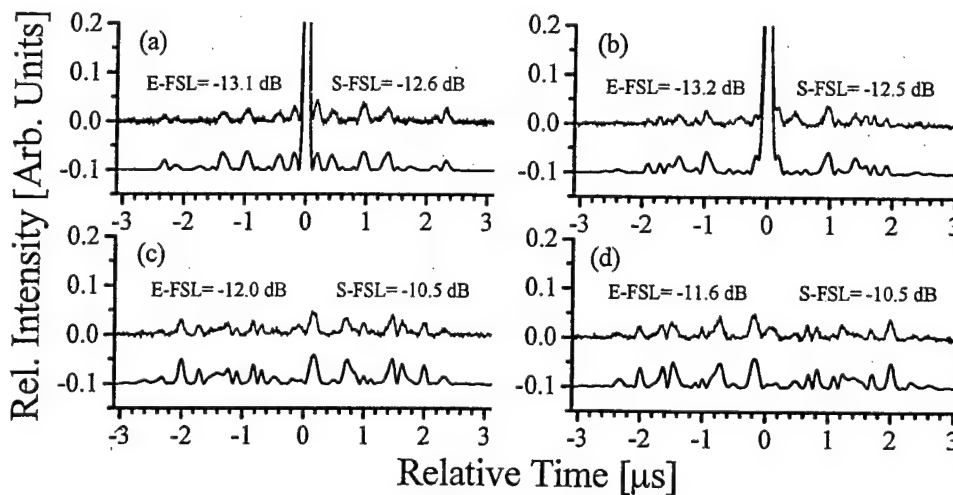 Rel. Intensity [Arb. Units]
0.2
0.1
0.0
-0.1
(a)
E-FSL= -13.1 dB
S-FSL= -12.6 dB
-3 -2 -1 0 1 2 3
0.2
0.1
0.0
-0.1
(b)
E-FSL= -13.2 dB
S-FSL= -12.5 dB
-3 -2 -1 0 1 2 3
0.2
0.1
0.0
-0.1
(c)
E-FSL= -12.0 dB
S-FSL= -10.5 dB
-3 -2 -1 0 1 2 3
0.2
0.1
0.0
-0.1
(d)
E-FSL= -11.6 dB
S-FSL= -10.5 dB
-3 -2 -1 0 1 2 3
Relative Time [μs]